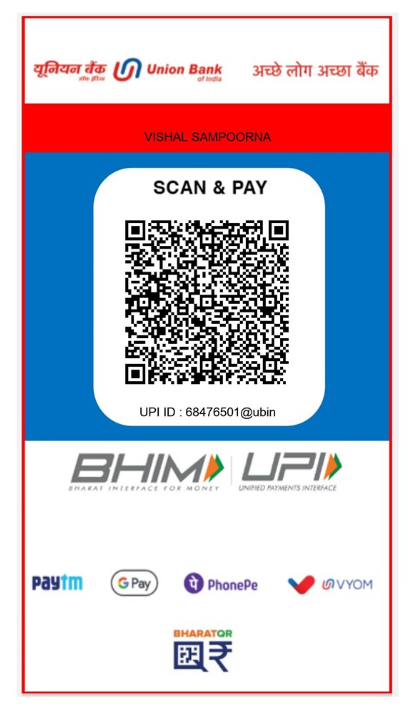 यूनियन बैंक Union Bank अच्छे लोग अच्छा बैंक
of India
VISHAL SAMPOORNA
SCAN & PAY
UPI ID : 68476501@ubin
BHIM UPI
BHARAT INTERFACE FOR MONEY UNIFIED PAYMENTS INTERFACE
Paytm G Pay पे PhonePe VYOM
BHARATQR
₹